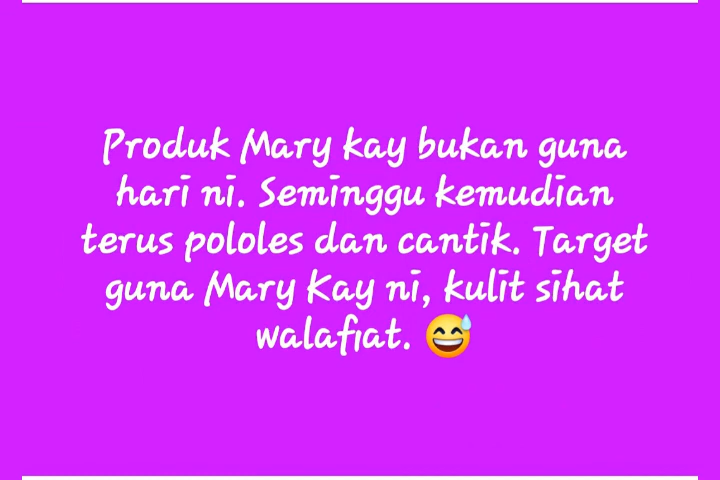 Produk Mary kay bukan guna
hari ni. Seminggu kemudian
terus pololes dan cantik. Target
guna Mary Kay ni, kulit sihat
walafiat. 😅